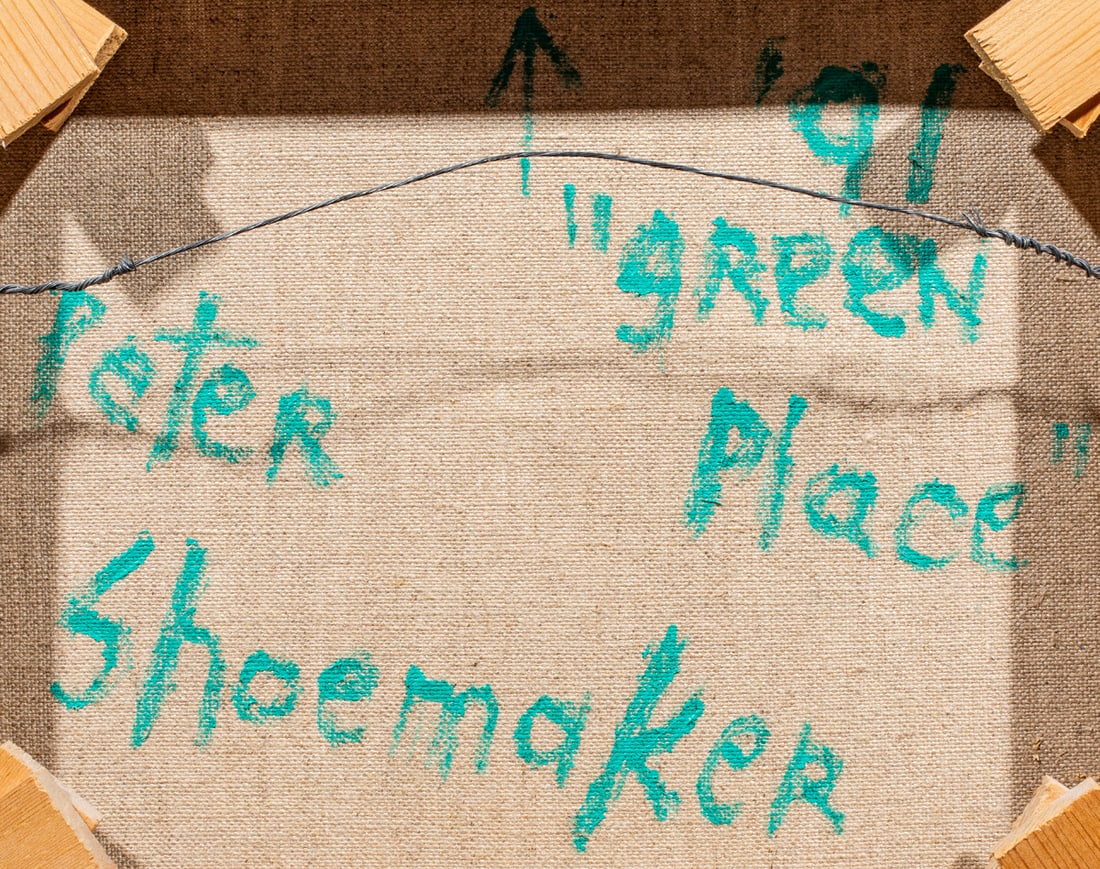 '91
"gReeN
Place"
PeteR
ShoemakeR